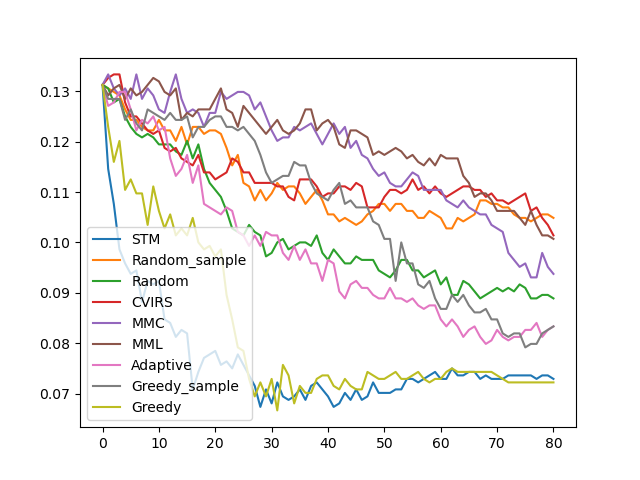 0.13
0.12
0.11
0.10
0.09
0.08
0.07
STM
Random_sample
Random
CVIRS
MMC
MML
Adaptive
Greedy_sample
Greedy
0 10 20 30 40 50 60 70 80